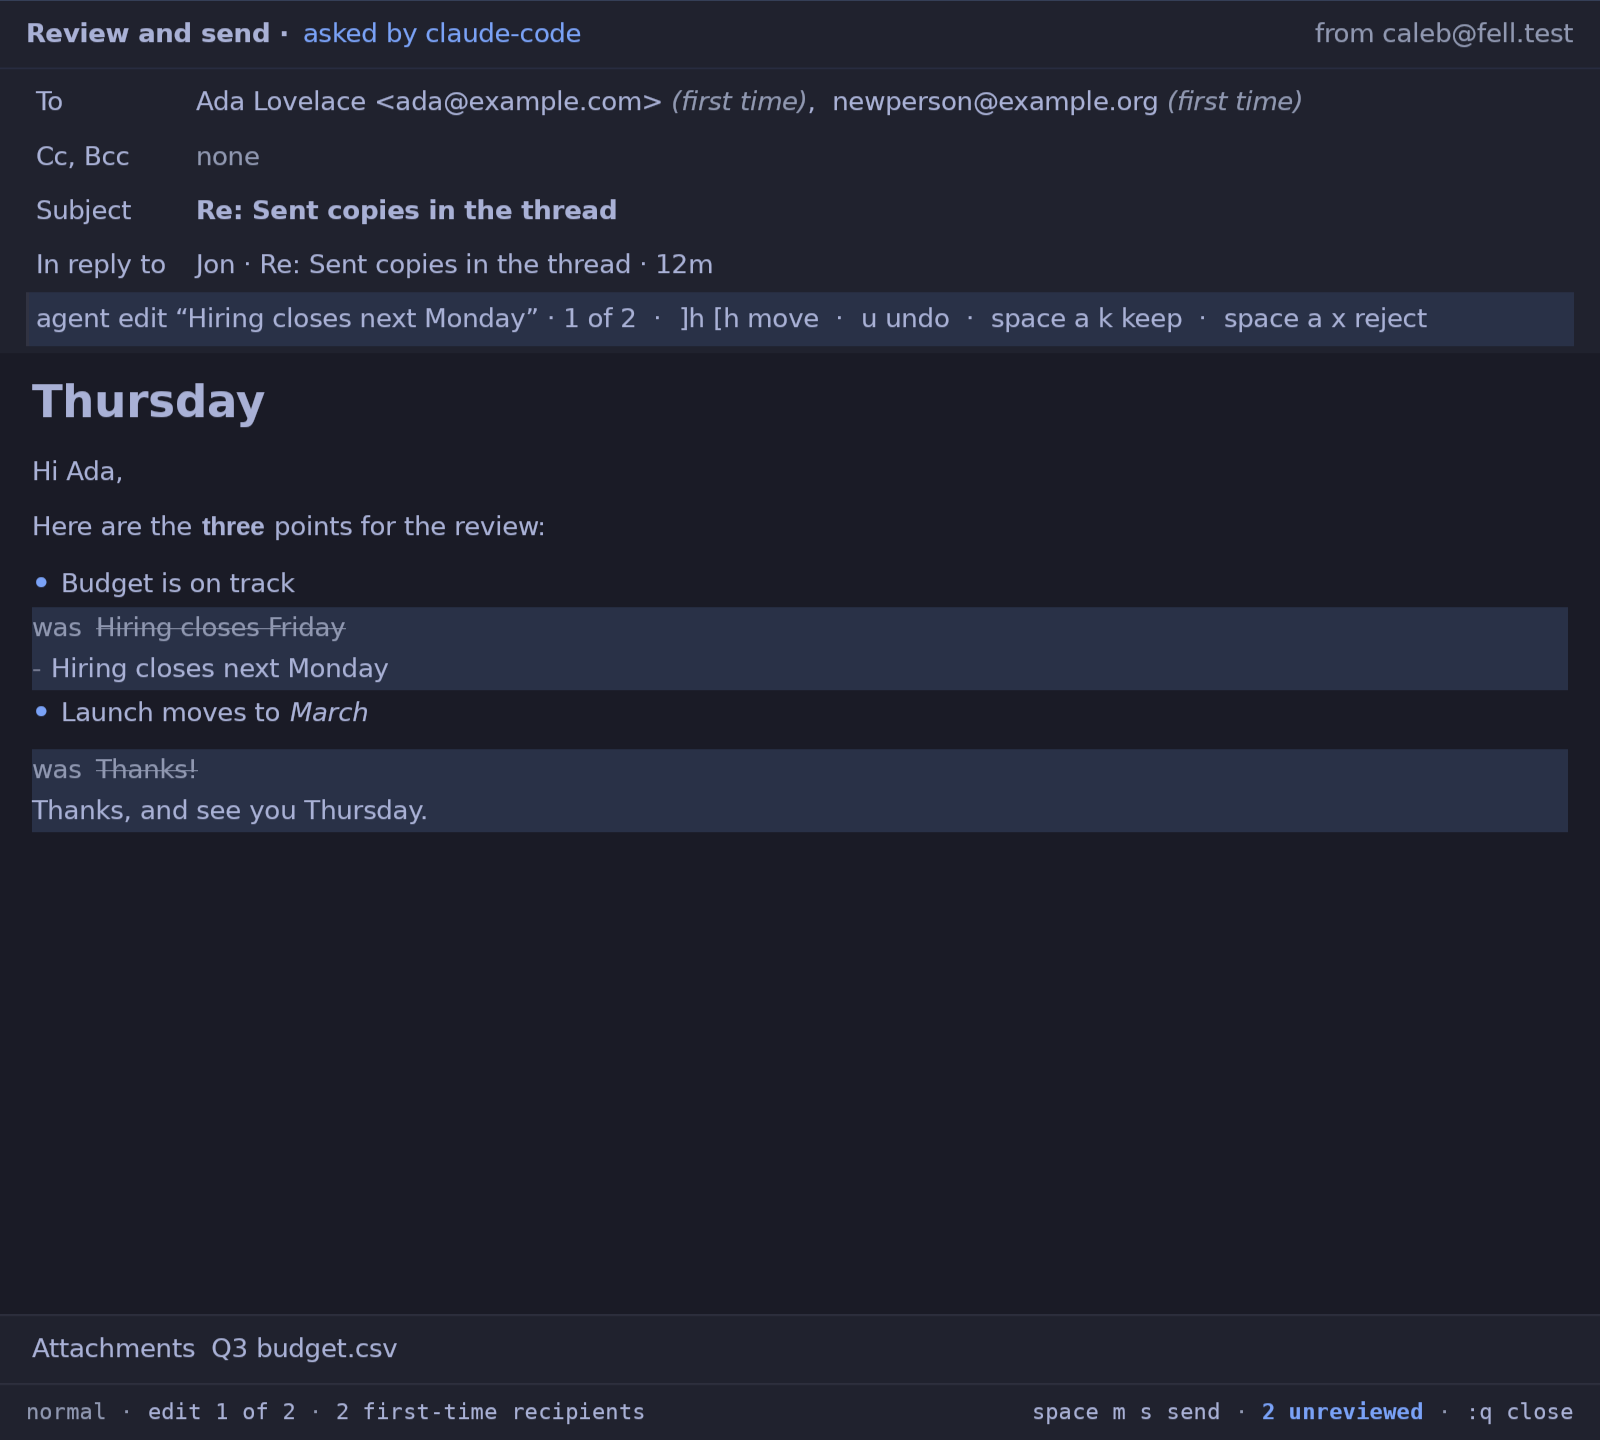 Review and send · asked by claude-code from caleb@fell.test
To Ada Lovelace <ada@example.com> (first time), newperson@example.org (first time)
Cc, Bcc none
Subject Re: Sent copies in the thread
In reply to Jon · Re: Sent copies in the thread · 12m
agent edit “Hiring closes next Monday” · 1 of 2 · ]h [h move · u undo · space a k keep · space a x reject
Thursday
Hi Ada,
Here are the three points for the review:
• Budget is on track
was Hiring closes Friday
- Hiring closes next Monday
• Launch moves to March
was Thanks!
Thanks, and see you Thursday.
Attachments Q3 budget.csv
normal · edit 1 of 2 · 2 first-time recipients space m s send · 2 unreviewed · :q close